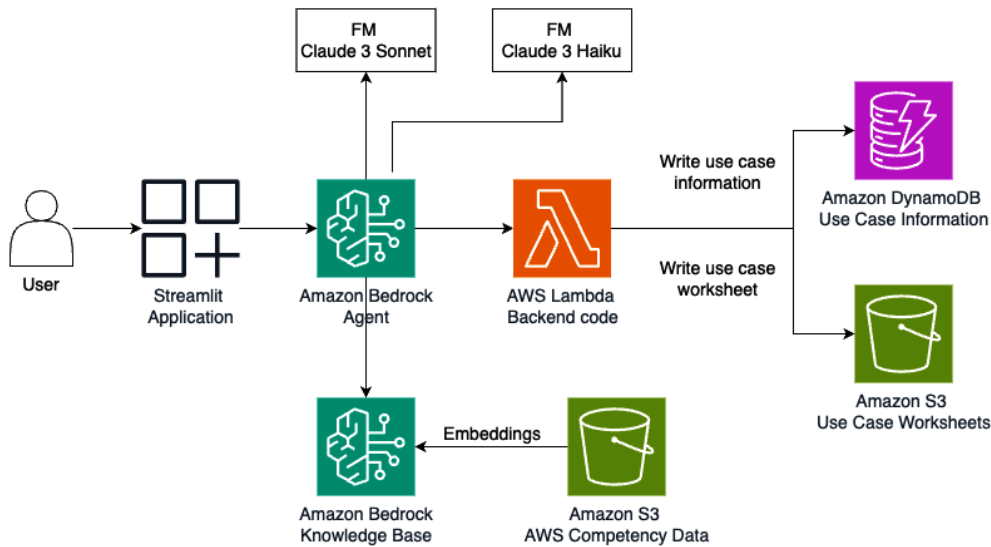 FM
Claude 3 Sonnet
FM
Claude 3 Haiku
Write use case
information
Amazon DynamoDB
Use Case Information
User
Streamlit
Application
Amazon Bedrock
Agent
AWS Lambda
Backend code
Write use case
worksheet
Amazon S3
Use Case Worksheets
Embeddings
Amazon Bedrock
Knowledge Base
Amazon S3
AWS Competency Data